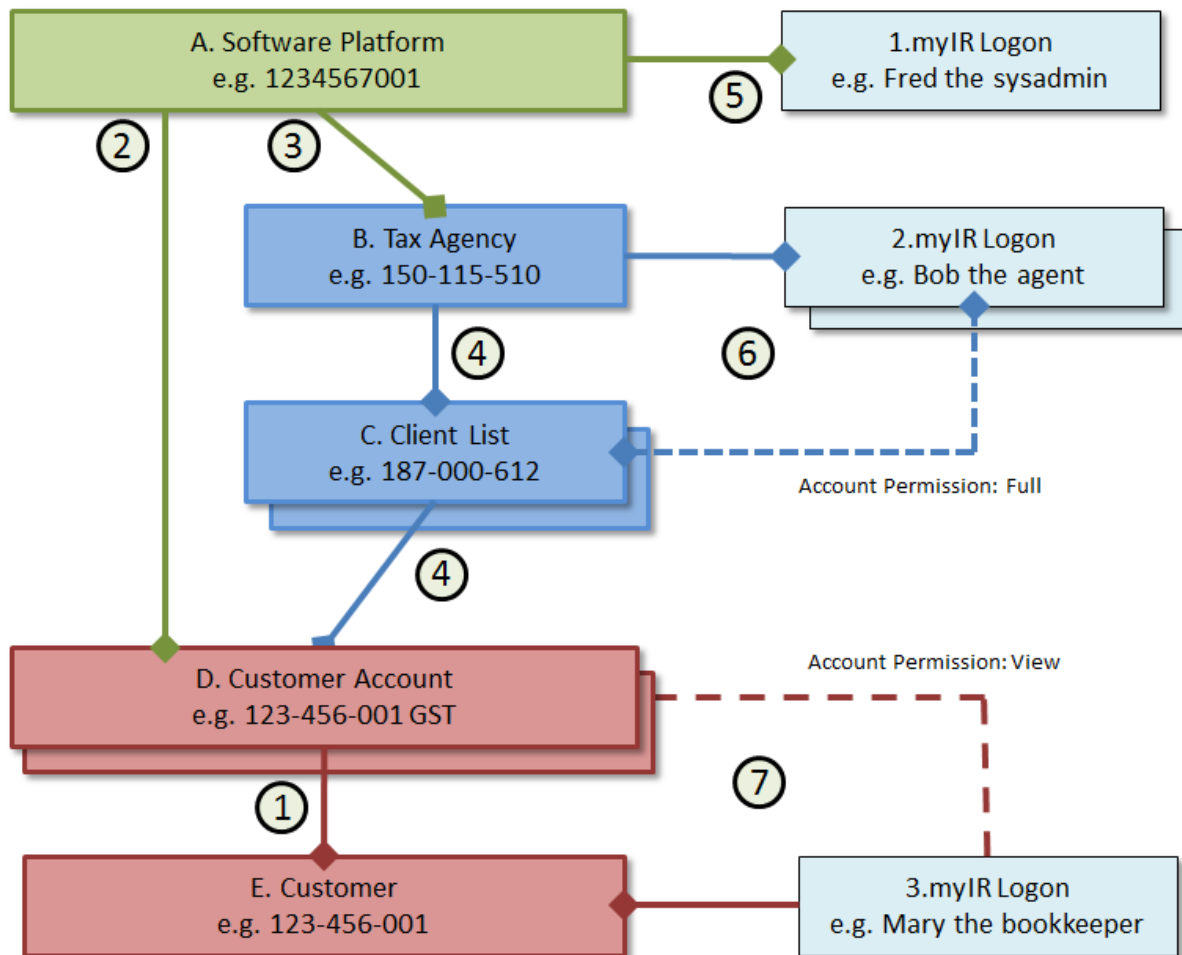 A. Software Platform
e.g. 1234567001
1.myIR Logon
e.g. Fred the sysadmin
5
2
3
B. Tax Agency
e.g. 150-115-510
2.myIR Logon
e.g. Bob the agent
4
6
C. Client List
e.g. 187-000-612
Account Permission: Full
4
D. Customer Account
e.g. 123-456-001 GST
Account Permission: View
1
7
E. Customer
e.g. 123-456-001
3.myIR Logon
e.g. Mary the bookkeeper